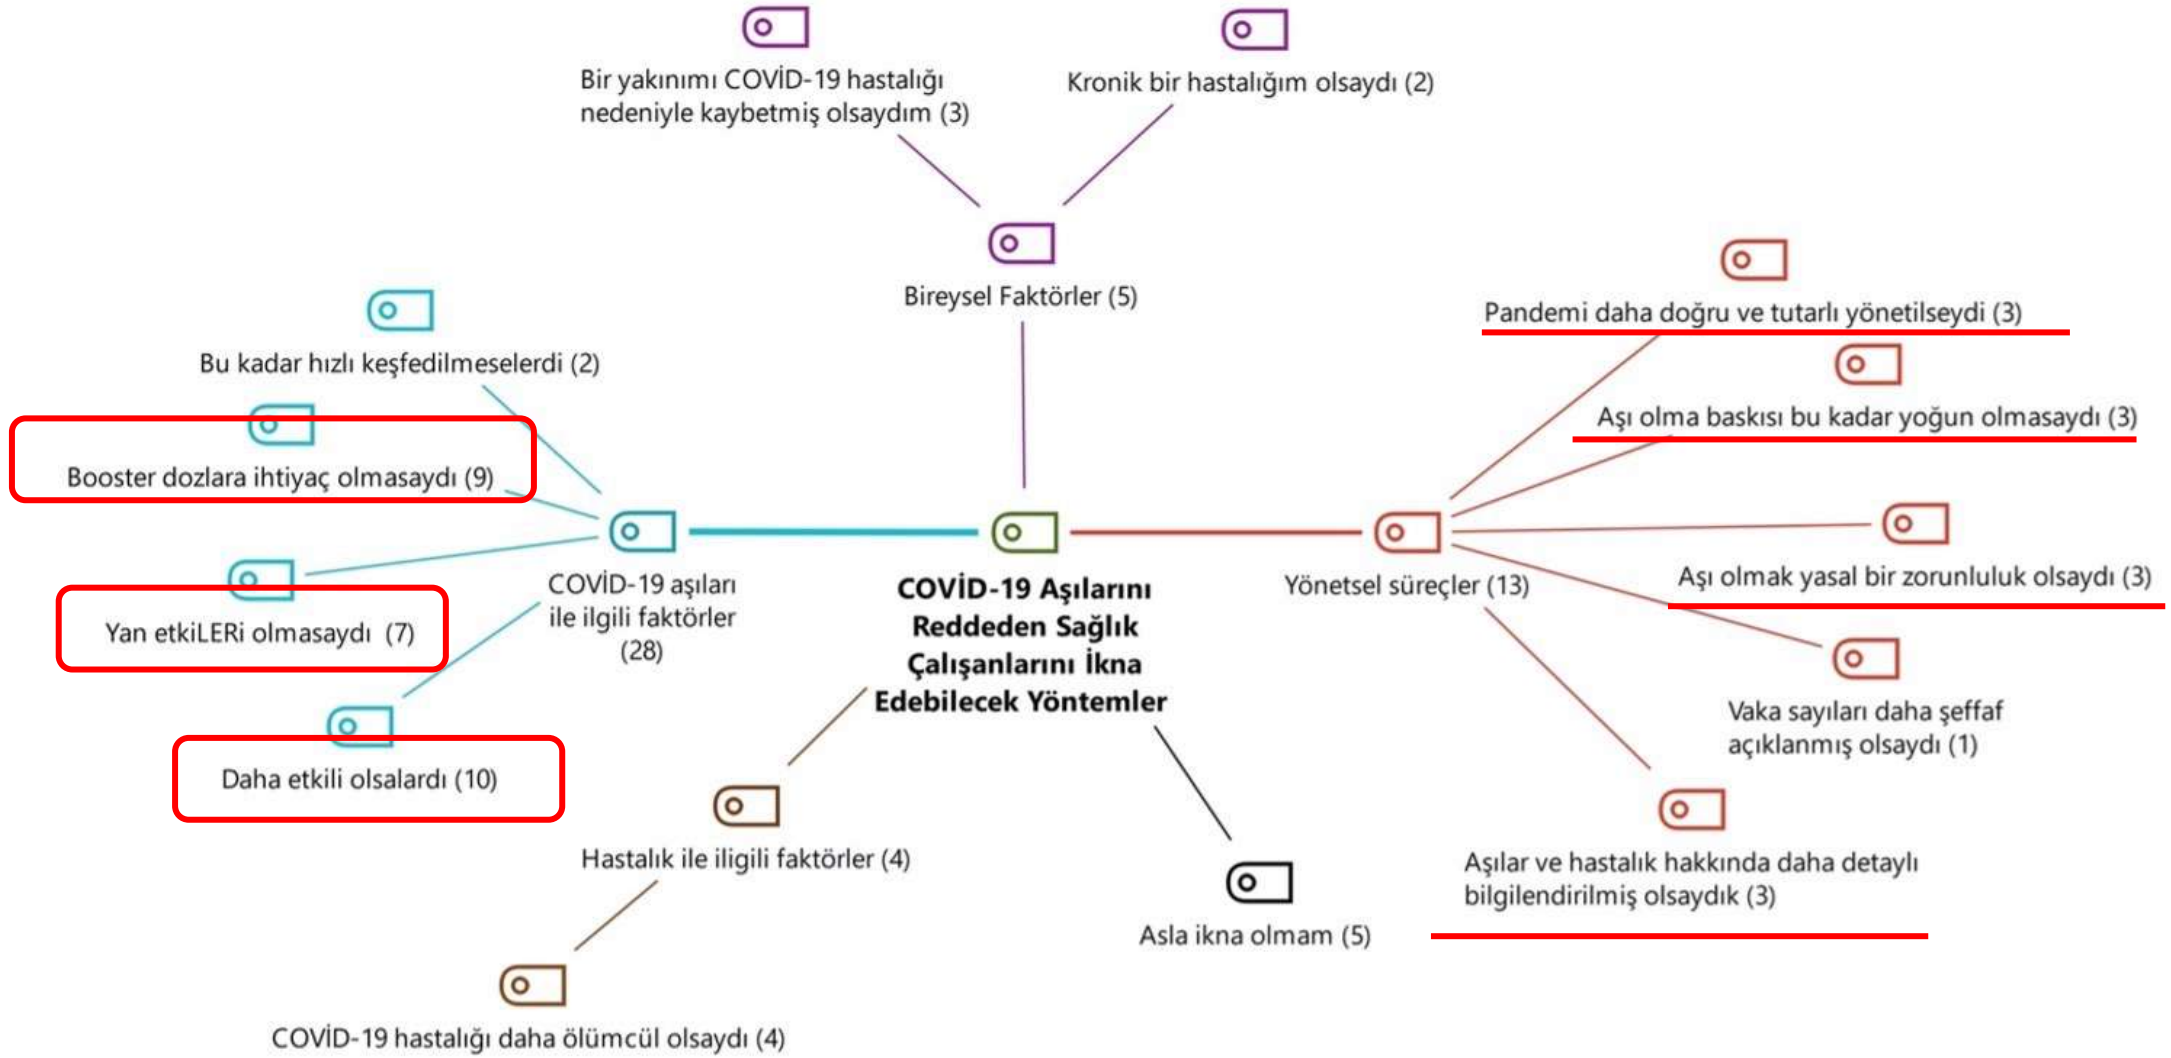 Bir yakınımı COVİD-19 hastalığı
nedeniyle kaybetmiş olsaydım (3)
Kronik bir hastalığım olsaydı (2)
Bireysel Faktörler (5)
Bu kadar hızlı keşfedilmeselerdi (2)
Booster dozlara ihtiyaç olmasaydı (9)
Yan etkiLERi olmasaydı (7)
Daha etkili olsalardı (10)
COVİD-19 aşıları
ile ilgili faktörler
(28)
COVİD-19 Aşılarını
Reddeden Sağlık
Çalışanlarını İkna
Edebilecek Yöntemler
Yönetsel süreçler (13)
Pandemi daha doğru ve tutarlı yönetilseydi (3)
Aşı olma baskısı bu kadar yoğun olmasaydı (3)
Aşı olmak yasal bir zorunluluk olsaydı (3)
Vaka sayıları daha şeffaf
açıklanmış olsaydı (1)
Aşılar ve hastalık hakkında daha detaylı
bilgilendirilmiş olsaydık (3)
Hastalık ile iligili faktörler (4)
Asla ikna olmam (5)
COVİD-19 hastalığı daha ölümcül olsaydı (4)